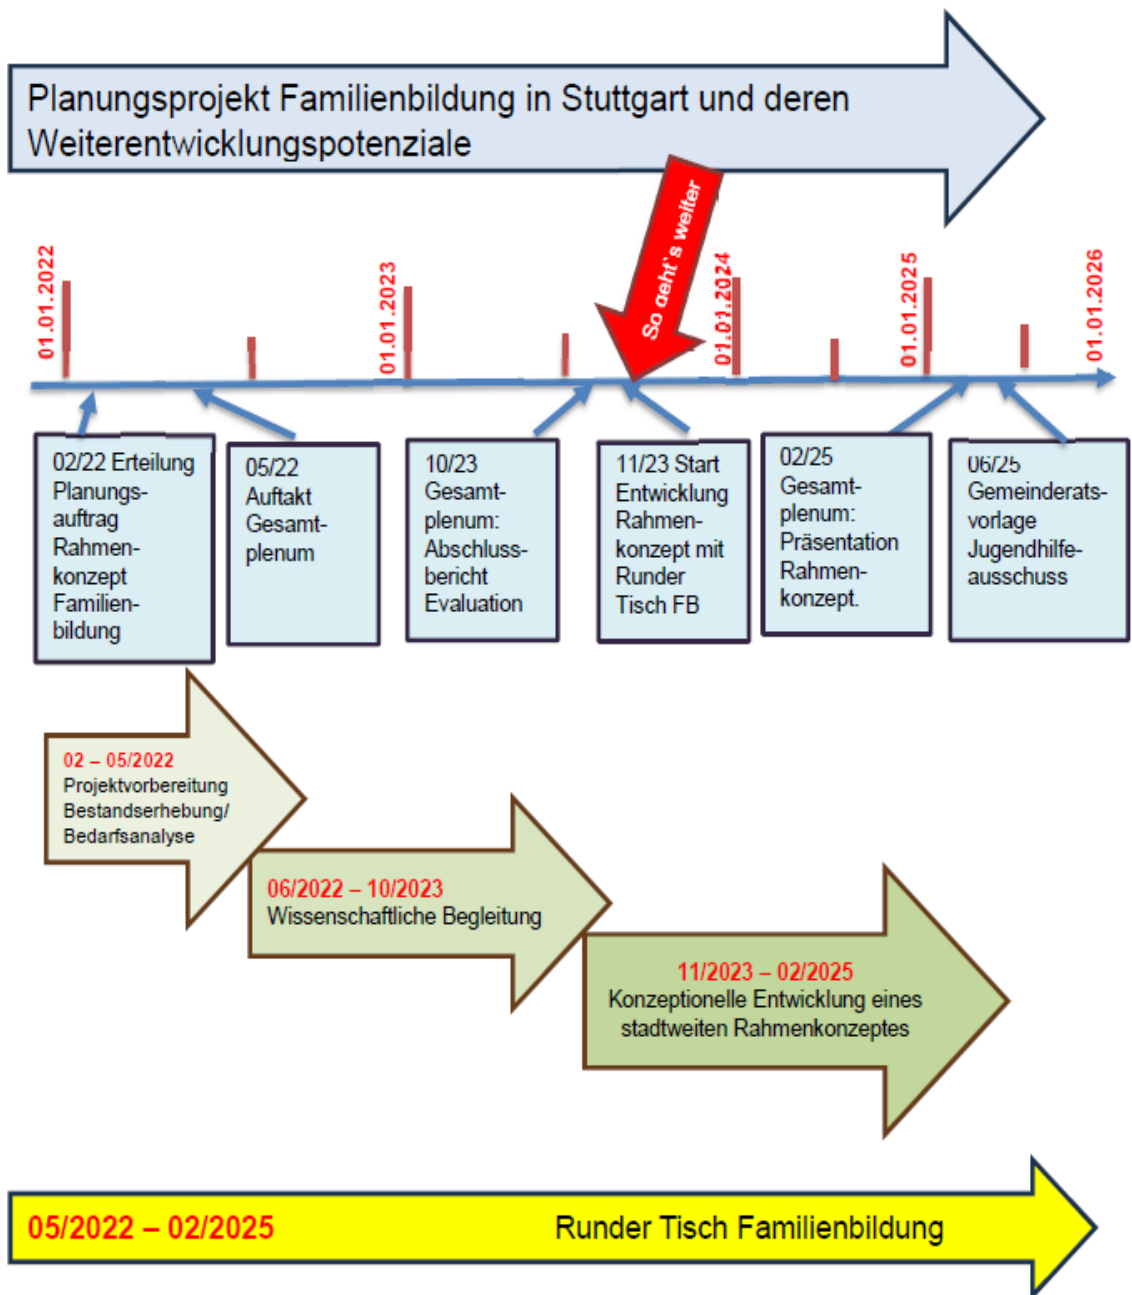 Planungsprojekt Familienbildung in Stuttgart und deren
Weiterentwicklungspotenziale
So geht`s weiter
01.01.2022
01.01.2023
01.01.2024
01.01.2025
01.01.2026
02/22 Erteilung
Planungs-
auftrag
Rahmen-
konzept
Familien-
bildung
05/22
Auftakt
Gesamt-
plenum
10/23
Gesamt-
plenum:
Abschluss-
bericht
Evaluation
11/23 Start
Entwicklung
Rahmen-
konzept mit
Runder
Tisch FB
02/25
Gesamt-
plenum:
Präsentation
Rahmen-
konzept.
06/25
Gemeinderats-
vorlage
Jugendhilfe-
ausschuss
02 – 05/2022
Projektvorbereitung
Bestandserhebung/
Bedarfsanalyse
06/2022 – 10/2023
Wissenschaftliche Begleitung
11/2023 – 02/2025
Konzeptionelle Entwicklung eines
stadtweiten Rahmenkonzeptes
05/2022 – 02/2025 Runder Tisch Familienbildung